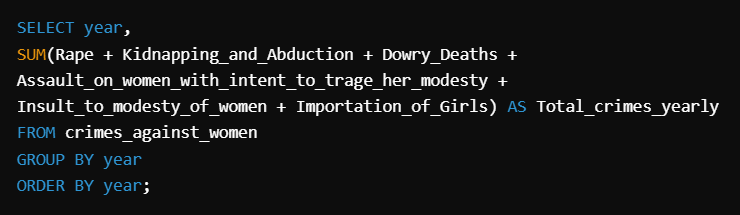 SELECT year,
SUM(Rape + Kidnapping_and_Abduction + Dowry_Deaths +
Assault_on_women_with_intent_to_trage_her_modesty +
Insult_to_modesty_of_women + Importation_of_Girls) AS Total_crimes_yearly
FROM crimes_against_women
GROUP BY year
ORDER BY year;